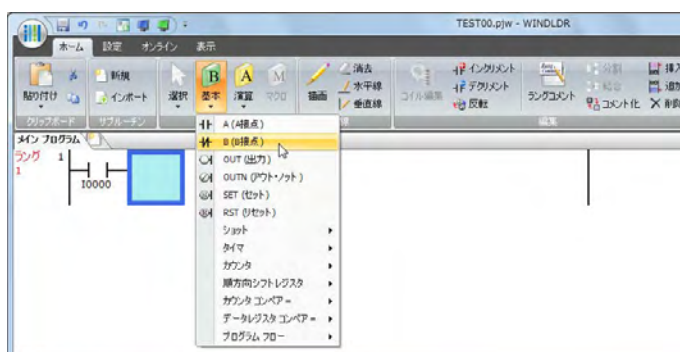 TEST00.pjw - WINDLDR
ホーム 設定 オンライン 表示
貼り付け 新規 インポート 選択 基本 演算 マクロ 描画 消去 水平線 垂直線 コイル編集 インクリメント デクリメント 反転 ラングコメント 分割 結合 コメント化 挿入 追加 削除
クリップボード サブルーチン 編集
メイン プログラム
ラング 1
1
I0000
A (A接点)
B (B接点)
OUT (出力)
OUTN (アウト・ノット)
SET (セット)
RST (リセット)
ショット
タイマ
カウンタ
順方向シフトレジスタ
カウンタ コンペア =
データレジスタ コンペア =
プログラム フロー